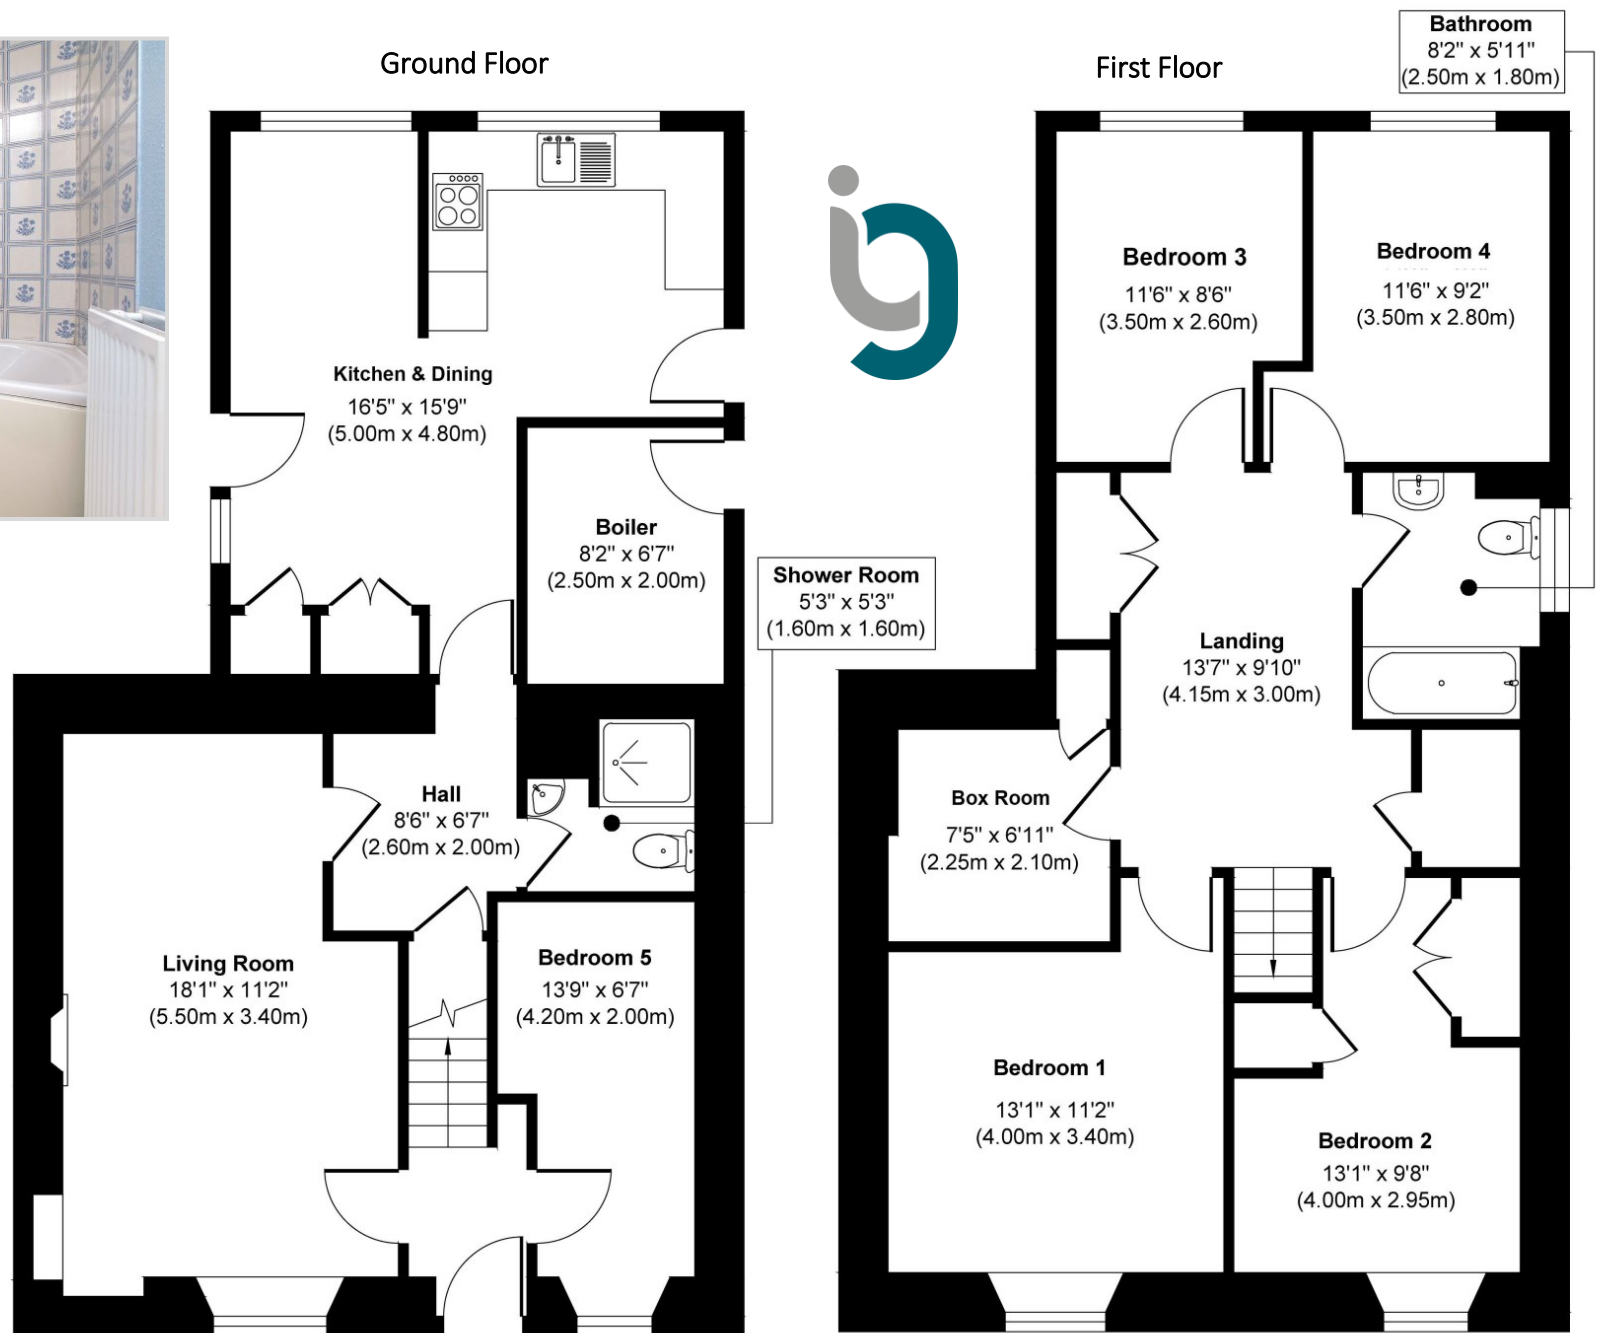 Ground Floor
Kitchen & Dining
16'5" x 15'9"
(5.00m x 4.80m)
Boiler
8'2" x 6'7"
(2.50m x 2.00m)
Shower Room
5'3" x 5'3"
(1.60m x 1.60m)
Hall
8'6" x 6'7"
(2.60m x 2.00m)
Living Room
18'1" x 11'2"
(5.50m x 3.40m)
Bedroom 5
13'9" x 6'7"
(4.20m x 2.00m)
ig
First Floor
Bathroom
8'2" x 5'11"
(2.50m x 1.80m)
Bedroom 3
11'6" x 8'6"
(3.50m x 2.60m)
Bedroom 4
11'6" x 9'2"
(3.50m x 2.80m)
Landing
13'7" x 9'10"
(4.15m x 3.00m)
Box Room
7'5" x 6'11"
(2.25m x 2.10m)
Bedroom 1
13'1" x 11'2"
(4.00m x 3.40m)
Bedroom 2
13'1" x 9'8"
(4.00m x 2.95m)